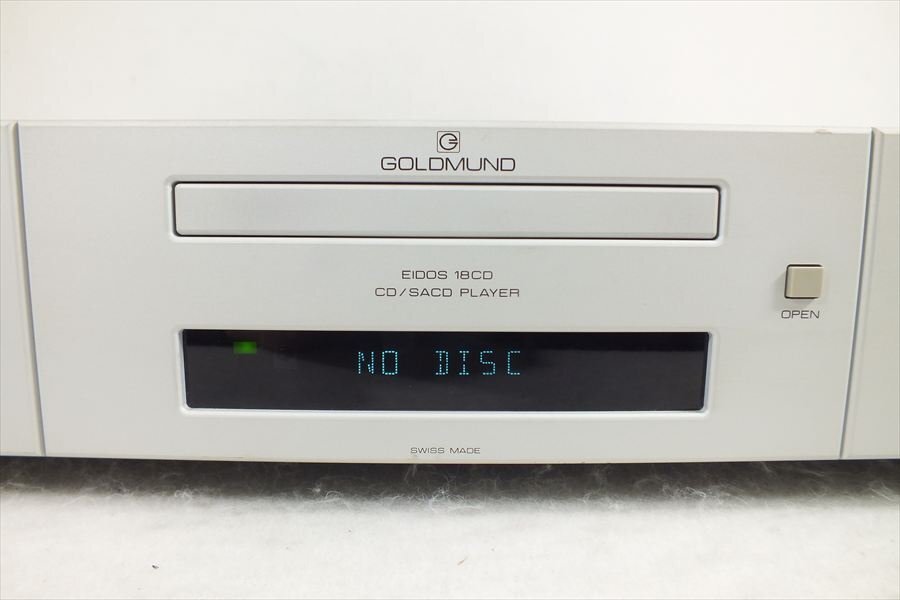 GOLDMUND
EIDOS 18CD
CD/SACD PLAYER
OPEN
NO DISC
SWISS MADE